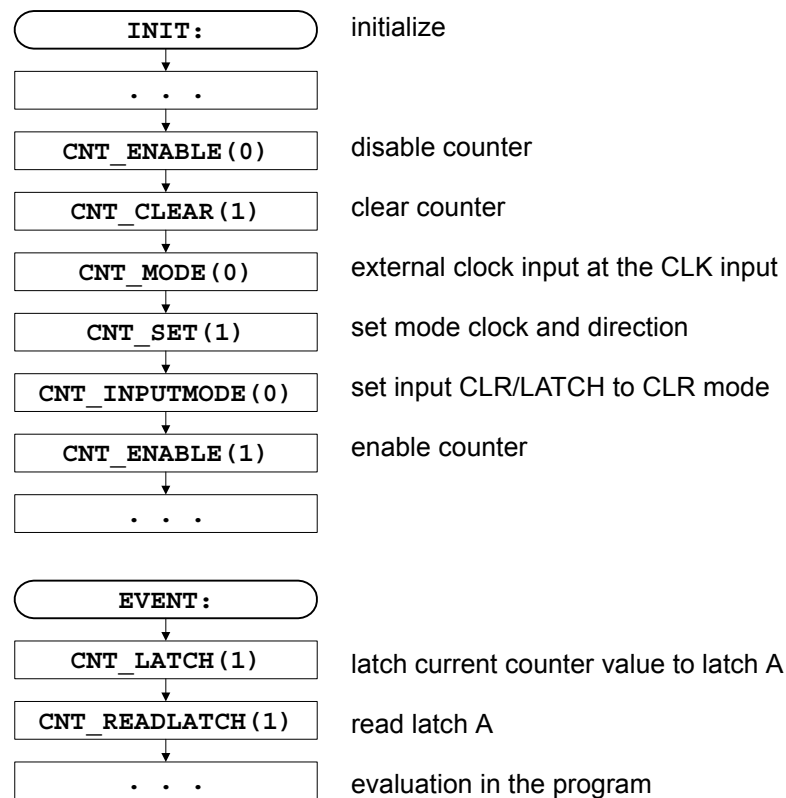 INIT: initialize
. . .
CNT_ENABLE(0) disable counter
CNT_CLEAR(1) clear counter
CNT_MODE(0) external clock input at the CLK input
CNT_SET(1) set mode clock and direction
CNT_INPUTMODE(0) set input CLR/LATCH to CLR mode
CNT_ENABLE(1) enable counter
. . .
EVENT:
CNT_LATCH(1) latch current counter value to latch A
CNT_READLATCH(1) read latch A
. . . evaluation in the program